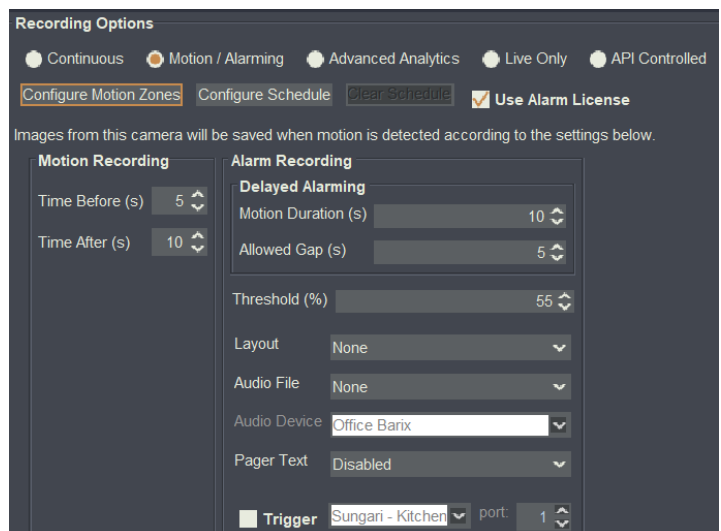 Recording Options
Continuous Motion / Alarming Advanced Analytics Live Only API Controlled
Configure Motion Zones Configure Schedule Clear Schedule Use Alarm License
Images from this camera will be saved when motion is detected according to the settings below.
Motion Recording
Time Before (s) 5
Time After (s) 10
Alarm Recording
Delayed Alarming
Motion Duration (s) 10
Allowed Gap (s) 5
Threshold (%) 55
Layout None
Audio File None
Audio Device Office Barix
Pager Text Disabled
Trigger Sungari - Kitchen port: 1